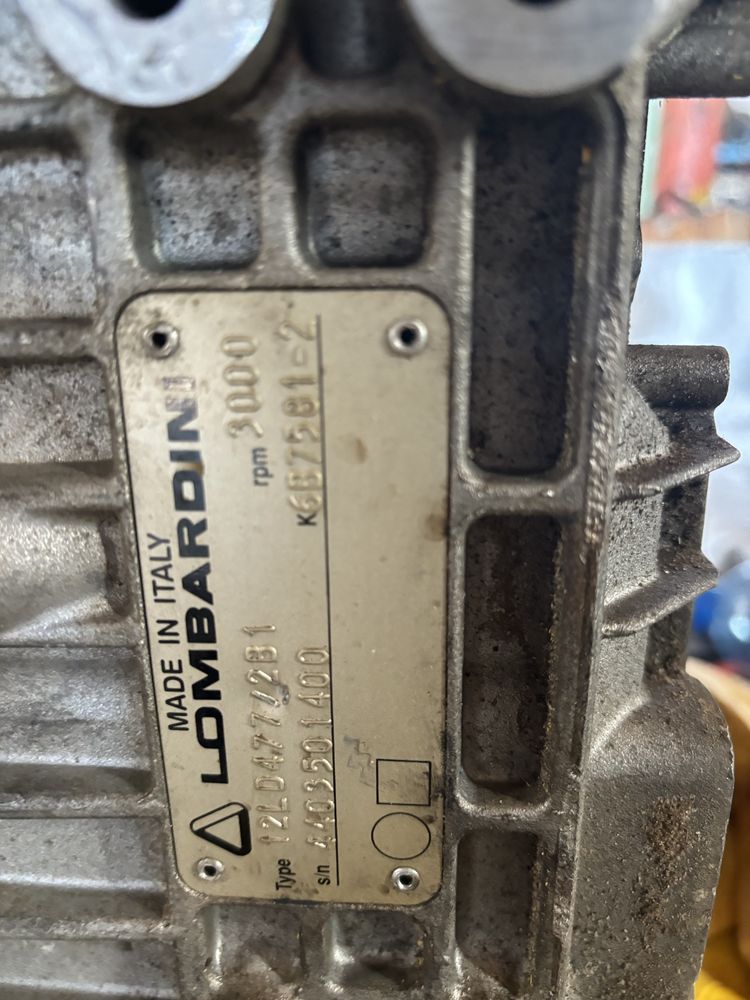 MADE IN ITALY
LOMBARDINI
Type 12LD477/2B1 rpm 3000
s/n 4403501400 K6B7581-2